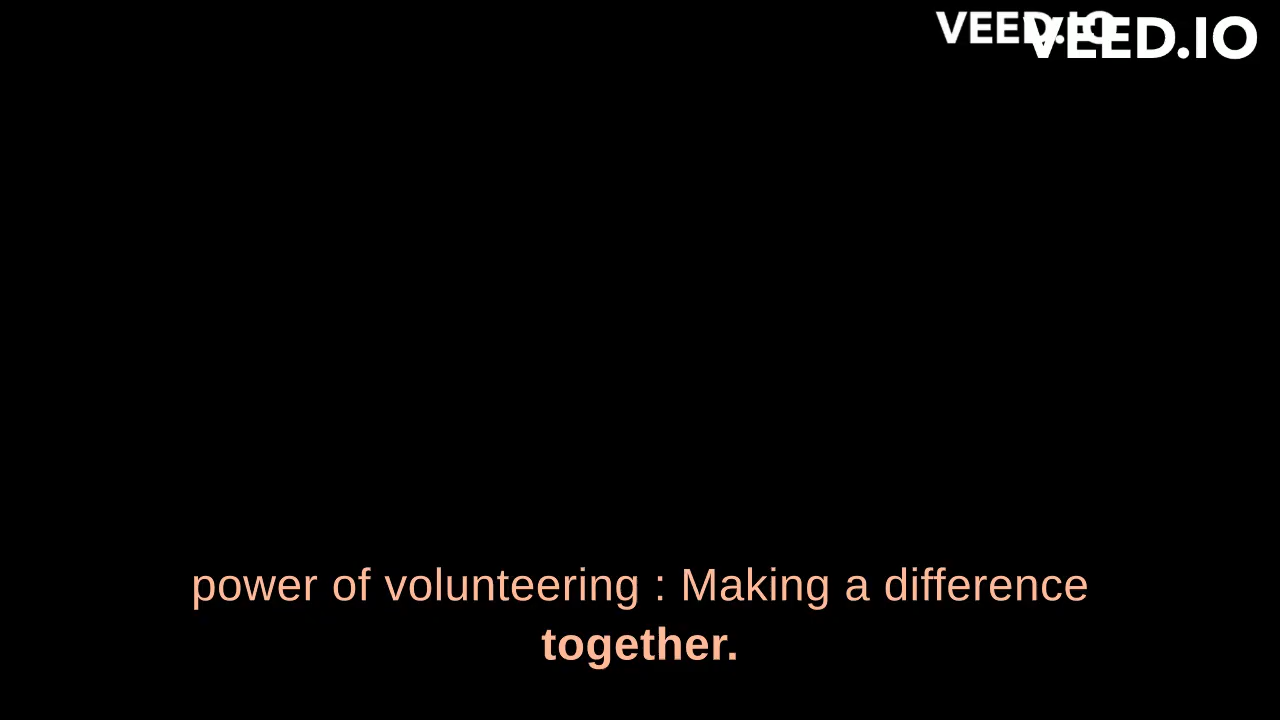 VEED.IO
VEED.IO
power of volunteering : Making a difference
together.